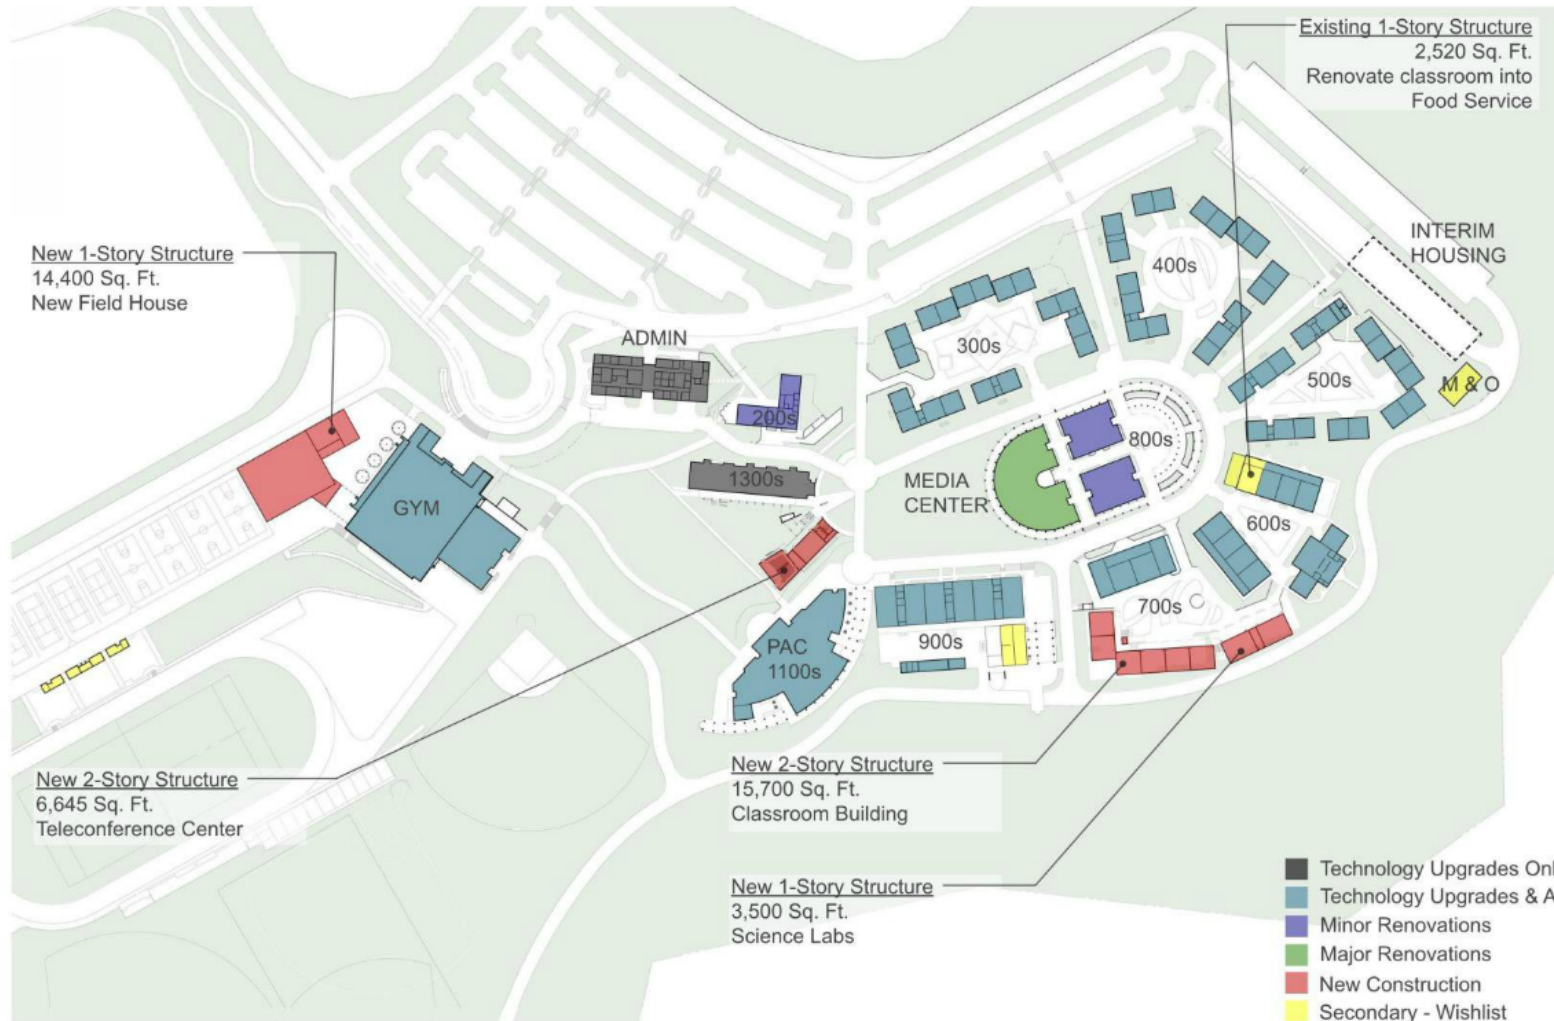 Existing 1-Story Structure
2,520 Sq. Ft.
Renovate classroom into
Food Service
New 1-Story Structure
14,400 Sq. Ft.
New Field House
INTERIM
HOUSING
400s
ADMIN
300s
500s
M & O
200s
800s
MEDIA
CENTER
1300s
GYM
600s
700s
900s
PAC
1100s
New 2-Story Structure
6,645 Sq. Ft.
Teleconference Center
New 2-Story Structure
15,700 Sq. Ft.
Classroom Building
New 1-Story Structure
3,500 Sq. Ft.
Science Labs
Technology Upgrades Onl
Technology Upgrades & A
Minor Renovations
Major Renovations
New Construction
Secondary - Wishlist